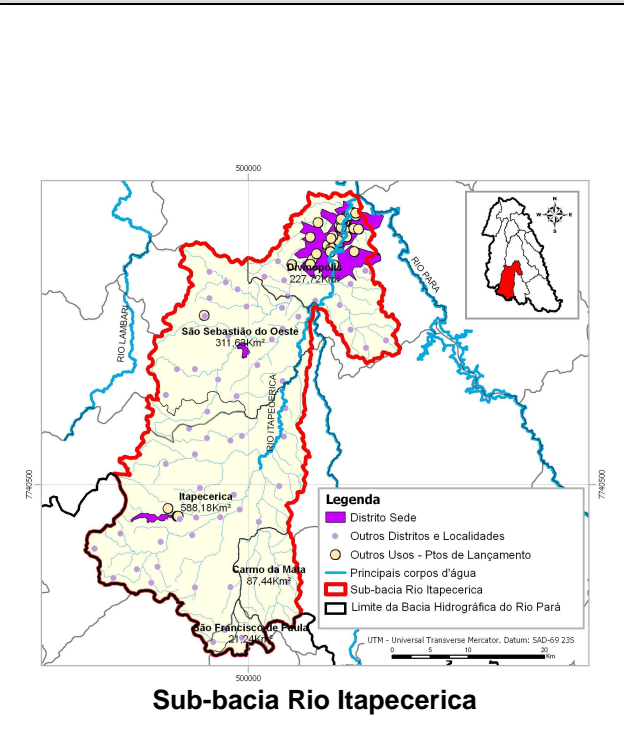 500000
N
W E
S
RIO PARÁ
Divinópolis
227,72Km²
RIO LAMBARI
São Sebastião do Oeste
311,63Km²
RIO ITAPECERICA
7740500
7740500
Itapecerica
588,18Km²
Carmo da Mata
87,44Km²
São Francisco de Paula
21,24Km²
Legenda
Distrito Sede
Outros Distritos e Localidades
Outros Usos - Ptos de Lançamento
Principais corpos d'água
Sub-bacia Rio Itapecerica
Limite da Bacia Hidrográfica do Rio Pará
UTM - Universal Transverse Mercator. Datum: SAD-69 23S
0 5 10 20
Km
500000
Sub-bacia Rio Itapecerica